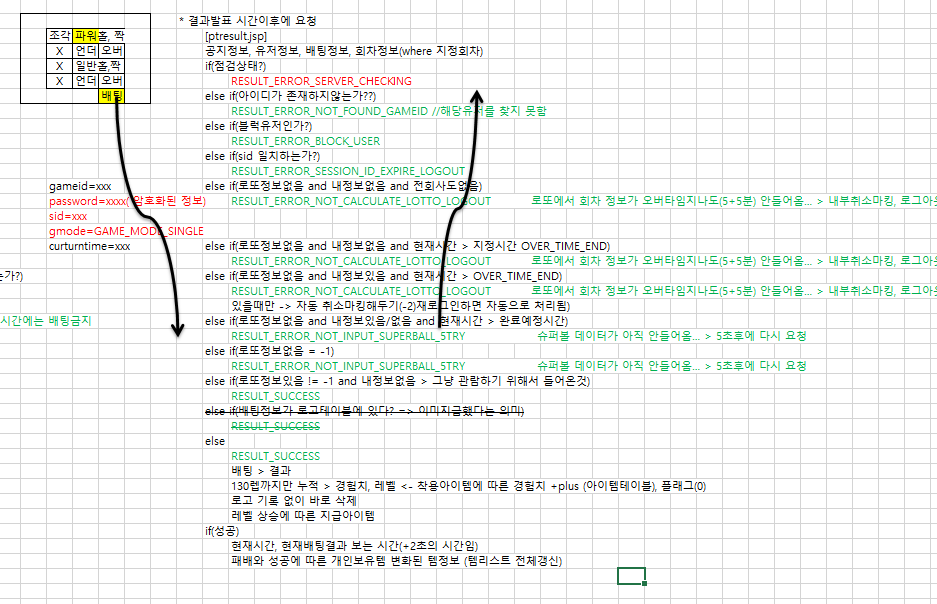 * 결과발표 시간이후에 요청
조각 파워홀, 짝
X 언더 오버
X 일반홀,짝
X 언더 오버
배팅
[ptresult.jsp]
공지정보, 유저정보, 배팅정보, 회차정보(where 지정회차)
if(점검상태?)
RESULT_ERROR_SERVER_CHECKING
else if(아이디가 존재하지않는가??)
RESULT_ERROR_NOT_FOUND_GAMEID //해당유저를 찾지 못함
else if(블럭유저인가?)
RESULT_ERROR_BLOCK_USER
else if(sid 일치하는가?)
RESULT_ERROR_SESSION_ID_EXPIRE_LOGOUT
gameid=xxx else if(로또정보없음 and 내정보없음 and 전회사도없음)
password=xxxx( 암호화된 정보) RESULT_ERROR_NOT_CALCULATE_LOTTO_LOGOUT 로또에서 회차 정보가 오버타임지나도(5+5분) 안들어옴... > 내부취소마킹, 로그아
sid=xxx
gmode=GAME_MODE_SINGLE
curturntime=xxx else if(로또정보없음 and 내정보없음 and 현재시간 > 지정시간 OVER_TIME_END)
RESULT_ERROR_NOT_CALCULATE_LOTTO_LOGOUT 로또에서 회차 정보가 오버타임지나도(5+5분) 안들어옴... > 내부취소마킹, 로그아
는가?) else if(로또정보없음 and 내정보있음 and 현재시간 > OVER_TIME_END)
RESULT_ERROR_NOT_CALCULATE_LOTTO_LOGOUT 로또에서 회차 정보가 오버타임지나도(5+5분) 안들어옴... > 내부취소마킹, 로그아
있을때만 -> 자동 취소마킹해두기(-2)재로그인하면 자동으로 처리됨)
시간에는 배팅금지 else if(로또정보없음 and 내정보있음/없음 and 현재시간 > 완료예정시간)
RESULT_ERROR_NOT_INPUT_SUPERBALL_5TRY 슈퍼볼 데이터가 아직 안들어옴... > 5초후에 다시 요청
else if(로또정보없음 = -1)
RESULT_ERROR_NOT_INPUT_SUPERBALL_5TRY 슈퍼볼 데이터가 아직 안들어옴... > 5초후에 다시 요청
else if(로또정보있음 != -1 and 내정보없음 > 그냥 관람하기 위해서 들어온것)
RESULT_SUCCESS
else if(배팅정보가 로고테이블에 있다? => 이미지급했다는 의미)
RESULT_SUCCESS
else
RESULT_SUCCESS
배팅 > 결과
130렙까지만 누적 > 경험치, 레벨 <- 착용아이템에 따른 경험치 +plus (아이템테이블), 플래그(0)
로고 기록 없이 바로 삭제
레벨 상승에 따른 지급아이템
if(성공)
현재시간, 현재배팅결과 보는 시간(+2초의 시간임)
패배와 성공에 따른 개인보유템 변화된 템정보 (템리스트 전체갱신)